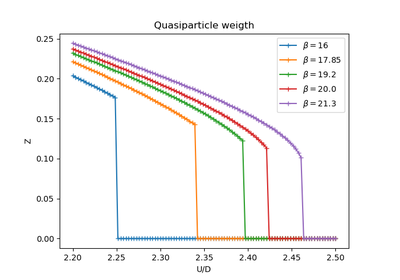 Quasiparticle weigth
0.25
0.20
0.15
0.10
0.05
0.00
Z
2.20 2.25 2.30 2.35 2.40 2.45 2.50
U/D
β = 16
β = 17.85
β = 19.2
β = 20.0
β = 21.3